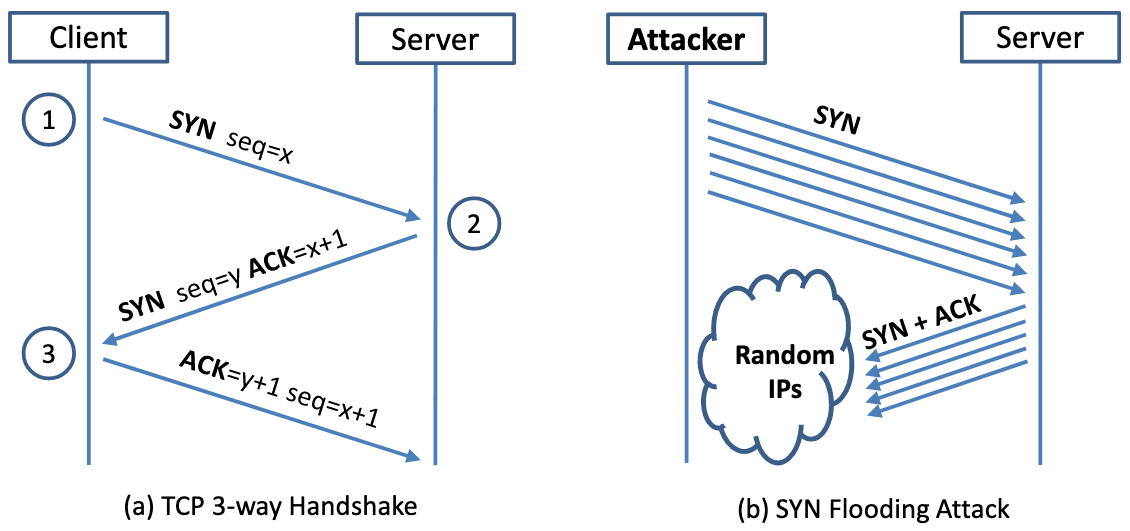 Client
Server
1
SYN seq=x
2
SYN seq=y ACK=x+1
3
ACK=y+1 seq=x+1
(a) TCP 3-way Handshake
Attacker
Server
SYN
SYN + ACK
Random
IPs
(b) SYN Flooding Attack